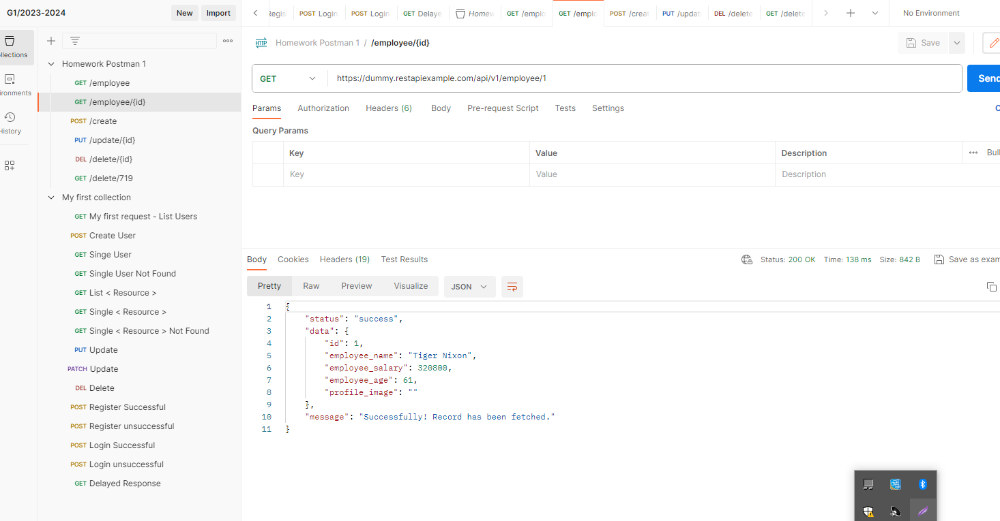 G1/2023-2024
New
Import
Regis
POST Login
POST Login
GET Delaye
Homew
GET /emplo
GET /emplo
POST /creat
PUT /updat
DEL /delete
GET /delete
No Environment
llections
ironments
History
Homework Postman 1
GET /employee
GET /employee/{id}
POST /create
PUT /update/{id}
DEL /delete/{id}
GET /delete/719
My first collection
GET My first request - List Users
POST Create User
GET Singe User
GET Single User Not Found
GET List < Resource >
GET Single < Resource >
GET Single < Resource > Not Found
PUT Update
PATCH Update
DEL Delete
POST Register Successful
POST Register unsuccessful
POST Login Successful
POST Login unsuccessful
GET Delayed Response
HTTP Homework Postman 1 / /employee/{id}
Save
GET
https://dummy.restapiexample.com/api/v1/employee/1
Send
Params Authorization Headers (6) Body Pre-request Script Tests Settings
Query Params
Key Value Description Bul
Key Value Description
Body Cookies Headers (19) Test Results
Status: 200 OK Time: 138 ms Size: 842 B Save as exam
Pretty Raw Preview Visualize JSON
1 {
2 "status": "success",
3 "data": {
4 "id": 1,
5 "employee_name": "Tiger Nixon",
6 "employee_salary": 320800,
7 "employee_age": 61,
8 "profile_image": ""
9 },
10 "message": "Successfully! Record has been fetched."
11 }